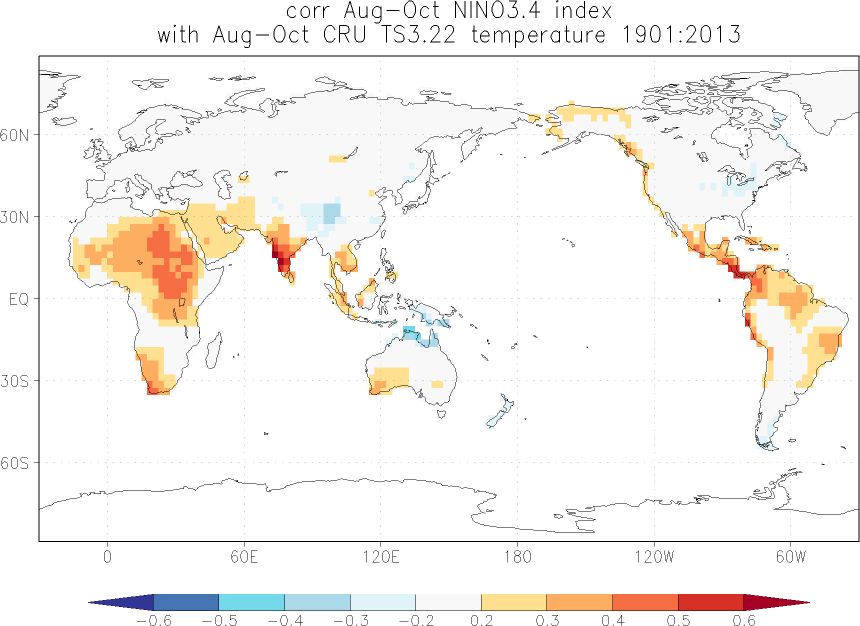 corr Aug-Oct NINO3.4 index
with Aug-Oct CRU TS3.22 temperature 1901:2013
60N
30N
EQ
30S
60S
0 60E 120E 180 120W 60W
-0.6 -0.5 -0.4 -0.3 -0.2 0.2 0.3 0.4 0.5 0.6